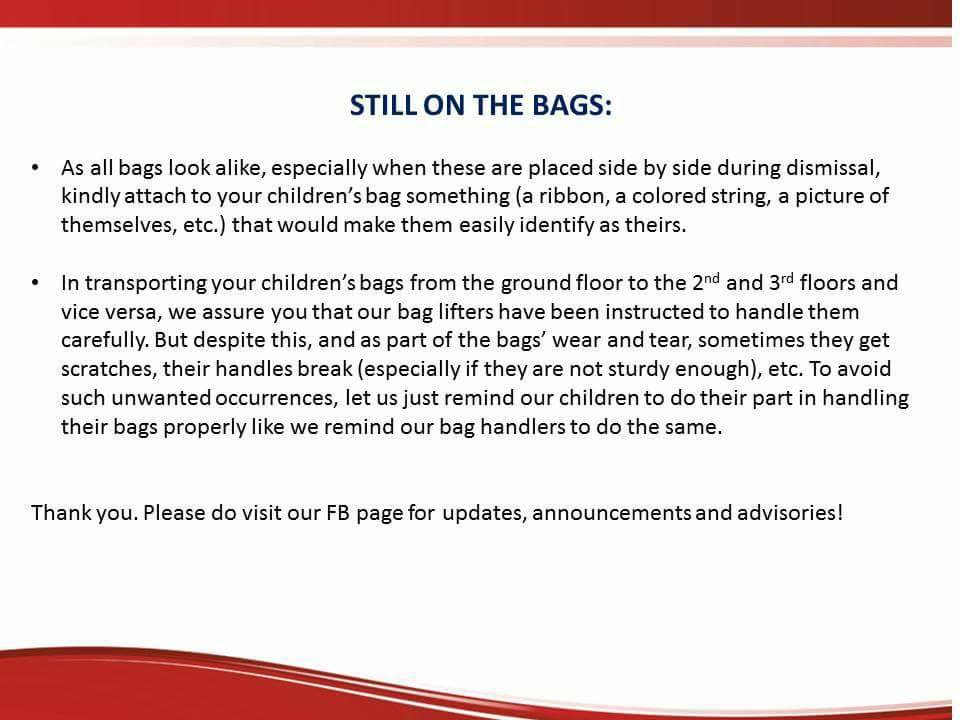 STILL ON THE BAGS:
• As all bags look alike, especially when these are placed side by side during dismissal,
kindly attach to your children’s bag something (a ribbon, a colored string, a picture of
themselves, etc.) that would make them easily identify as theirs.
• In transporting your children’s bags from the ground floor to the 2nd and 3rd floors and
vice versa, we assure you that our bag lifters have been instructed to handle them
carefully. But despite this, and as part of the bags’ wear and tear, sometimes they get
scratches, their handles break (especially if they are not sturdy enough), etc. To avoid
such unwanted occurrences, let us just remind our children to do their part in handling
their bags properly like we remind our bag handlers to do the same.
Thank you. Please do visit our FB page for updates, announcements and advisories!